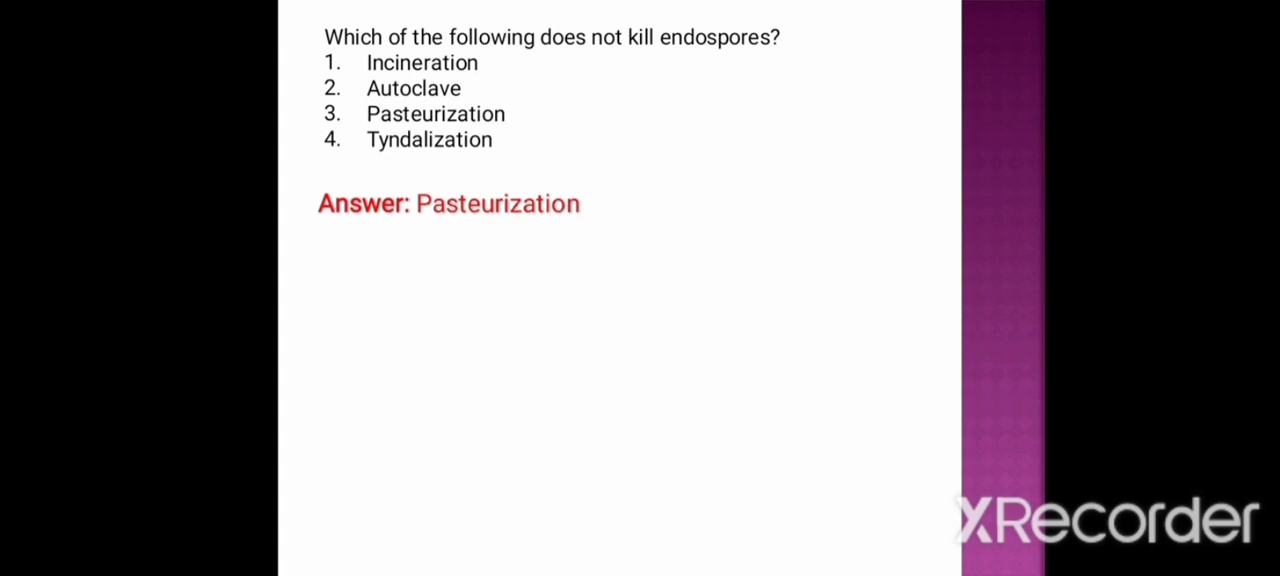 Which of the following does not kill endospores?
1. Incineration
2. Autoclave
3. Pasteurization
4. Tyndalization
Answer: Pasteurization
XRecorder